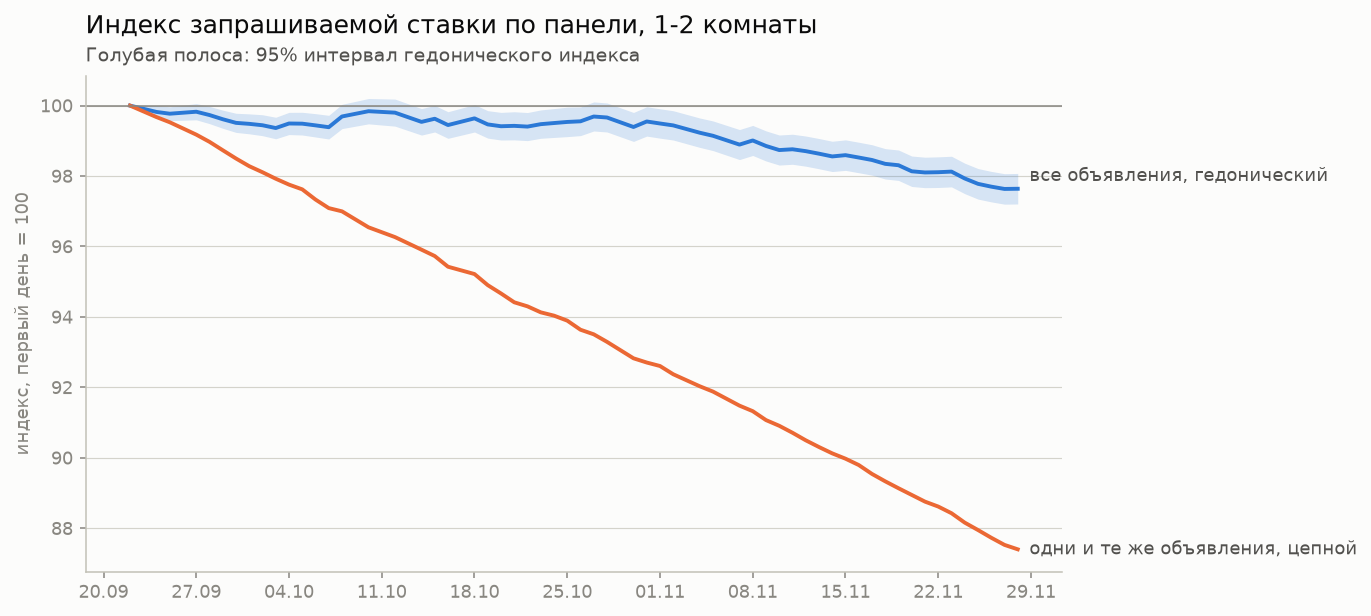 Индекс запрашиваемой ставки по панели, 1-2 комнаты
Голубая полоса: 95% интервал гедонического индекса
индекс, первый день = 100
100
98
96
94
92
90
88
все объявления, гедонический
одни и те же объявления, цепной
20.09 27.09 04.10 11.10 18.10 25.10 01.11 08.11 15.11 22.11 29.11